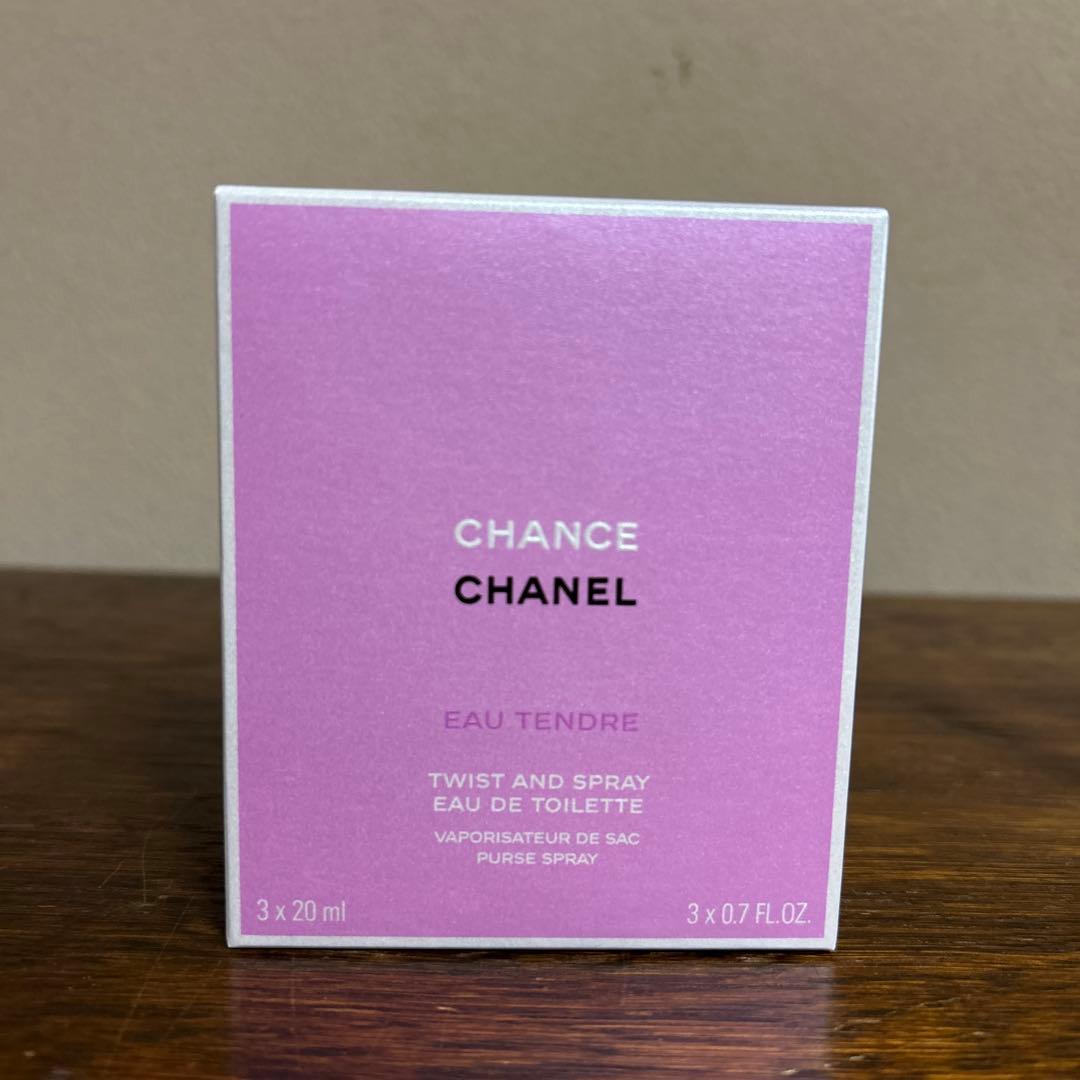 CHANCE
CHANEL
EAU TENDRE
TWIST AND SPRAY
EAU DE TOILETTE
VAPORISATEUR DE SAC
PURSE SPRAY
3 x 20 ml
3 x 0.7 FL.OZ.